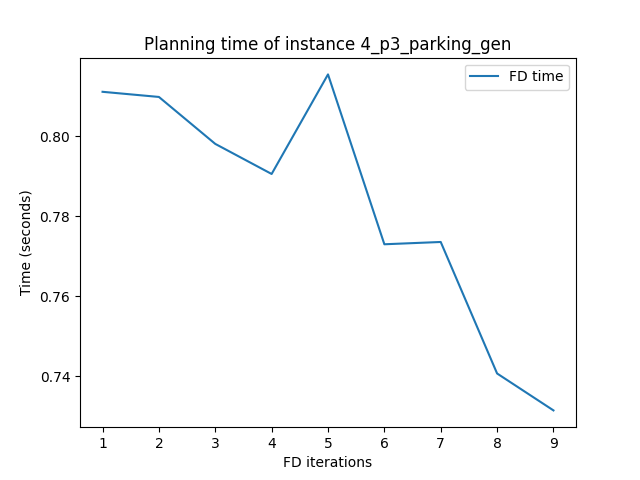 Planning time of instance 4_p3_parking_gen
FD time
0.80
0.78
0.76
0.74
Time (seconds)
1 2 3 4 5 6 7 8 9
FD iterations